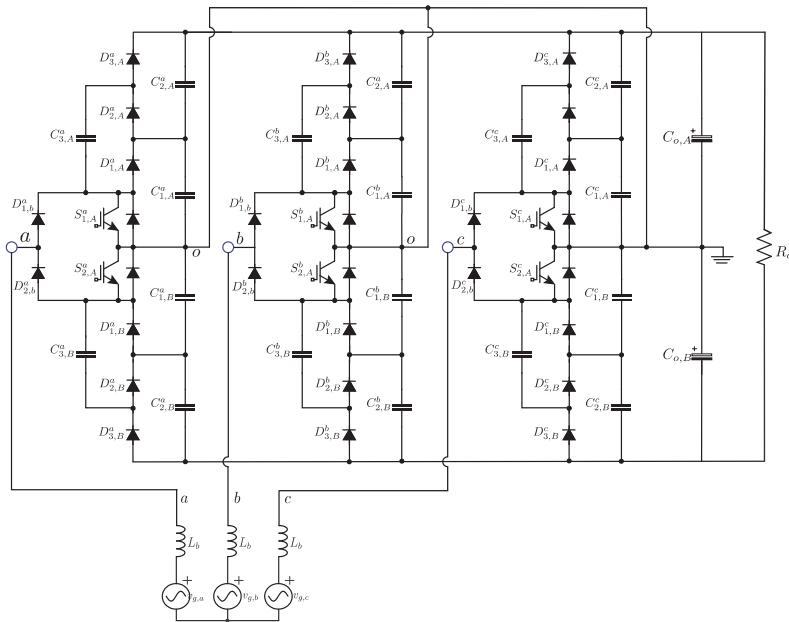 D^a_{3,A} D^b_{3,A} D^c_{3,A}
C^a_{2,A} C^a_{2,A} C^c_{2,A}
D^a_{2,A} D^b_{2,A}
C^a_{3,A} C^b_{3,A} C^c_{3,A} C_{o,A} +
D^a_{1,A} D^b_{1,A} D^c_{1,A}
C^a_{1,A} C^b_{1,A} C^c_{1,A}
D^a_{1,b} D^b_{1,b} D^c_{1,b}
S^a_{1,A} S^b_{1,A} S^c_{1,A}
a o b o c
S^a_{2,A} S^b_{2,A} S^c_{2,A}
D^a_{2,b} D^b_{2,b} D^c_{2,b}
C^a_{1,B} C^b_{1,B} C^c_{1,B}
D^a_{1,B} D^b_{1,B} D^c_{1,B}
C^a_{3,B} C^b_{3,B} C^c_{3,B} C_{o,B} +
D^a_{2,B} D^b_{2,B} D^c_{2,B}
C^a_{2,B} C^b_{2,B} C^c_{2,B}
D^a_{3,B} D^b_{3,B} D^c_{3,B}
a b c
L_b L_b L_b
+ + +
v_{g,a} v_{g,b} v_{g,c}